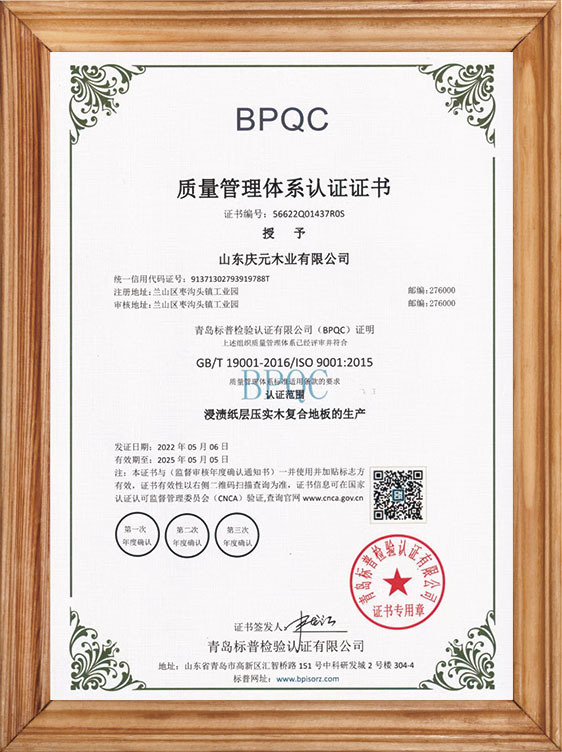 BPQC
质量管理体系认证证书
证书编号：56622Q01437R0S
授 予
山东庆元木业有限公司
统一信用代码证号：91371302793919788T
注册地址：兰山区枣沟头镇工业园 邮编：276000
审核地址：兰山区枣沟头镇工业园 邮编：276000
青岛标普检验认证有限公司（BPQC）证明
上述组织质量管理体系已经评审并符合
GB/T 19001-2016/ISO 9001:2015
BPQC
质量管理体系标准适用条款的要求
认证范围
浸渍纸层压实木复合地板的生产
发证日期：2022 年 05 月 06 日
有效期至：2025 年 05 月 05 日
注：本证书与（监督审核年度确认通知书）一并使用并加贴标志方
有效，证书有效性以右侧二维码扫描查询为准，证书信息可在国家
认证认可监督管理委员会（CNCA）验证,查询官网 www.cnca.gov.cn
第一次
年度确认
第二次
年度确认
第三次
年度确认
青岛标普检验认证有限公司
证书专用章
证书签发人：
青岛标普检验认证有限公司
地址：山东省青岛市高新区汇智桥路 151 号中科研发城 2 号楼 304-4
标普网址：www.bpisorz.com